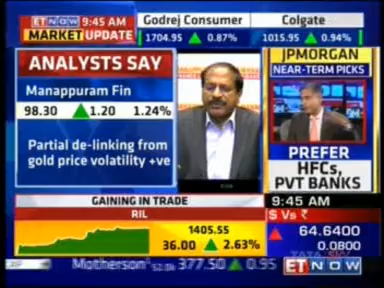 ET NOW 9:45 AM
MARKET UPDATE
Godrej Consumer
1704.95 ▲ 0.87%
Colgate
1015.95 ▲ 0.94%
ANALYSTS SAY
Manappuram Fin
98.30 ▲ 1.20 1.24%
Partial de-linking from
gold price volatility +ve
JPMORGAN
NEAR-TERM PICKS
PREFER
HFCs,
PVT BANKS
GAINING IN TRADE
RIL
1405.55
36.00 ▲ 2.63%
9:45 AM
$ Vs ₹
▲ 64.6400
0.0800
TATA SKY
Motherson 377.50 ▲ 0.95
ET NOW